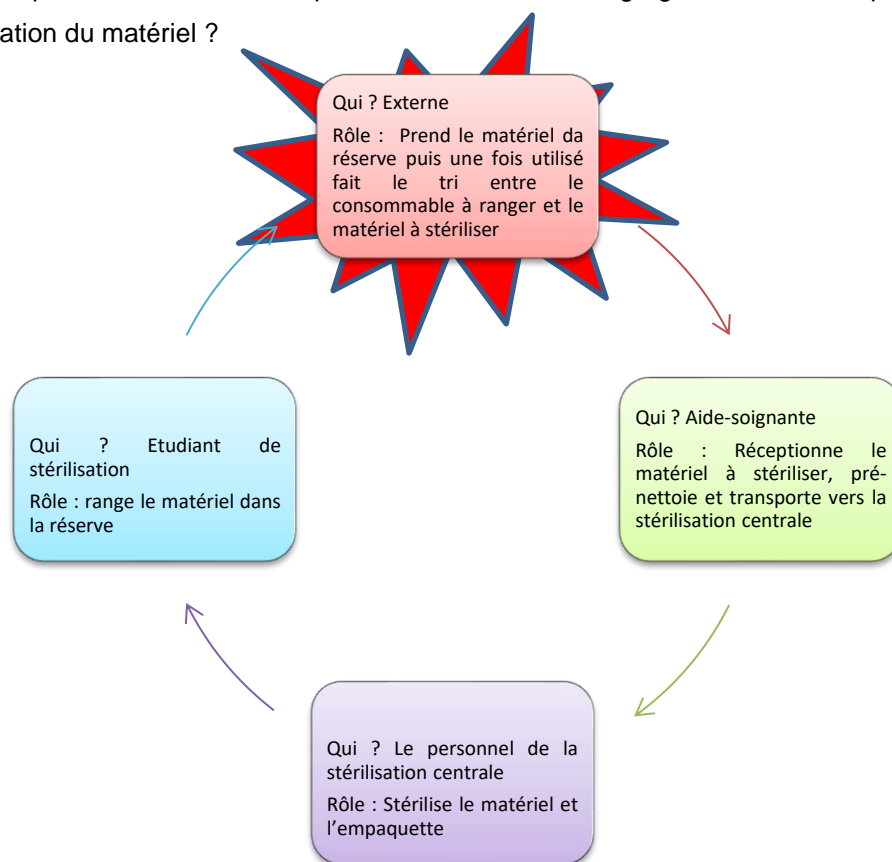 ation du matériel ?
Qui ? Externe
Rôle : Prend le matériel da
réserve puis une fois utilisé
fait le tri entre le
consommable à ranger et le
matériel à stériliser
Qui ? Aide-soignante
Rôle : Réceptionne le
matériel à stériliser, pré-
nettoie et transporte vers la
stérilisation centrale
Qui ? Etudiant de
stérilisation
Rôle : range le matériel dans
la réserve
Qui ? Le personnel de la
stérilisation centrale
Rôle : Stérilise le matériel et
l'empaquette